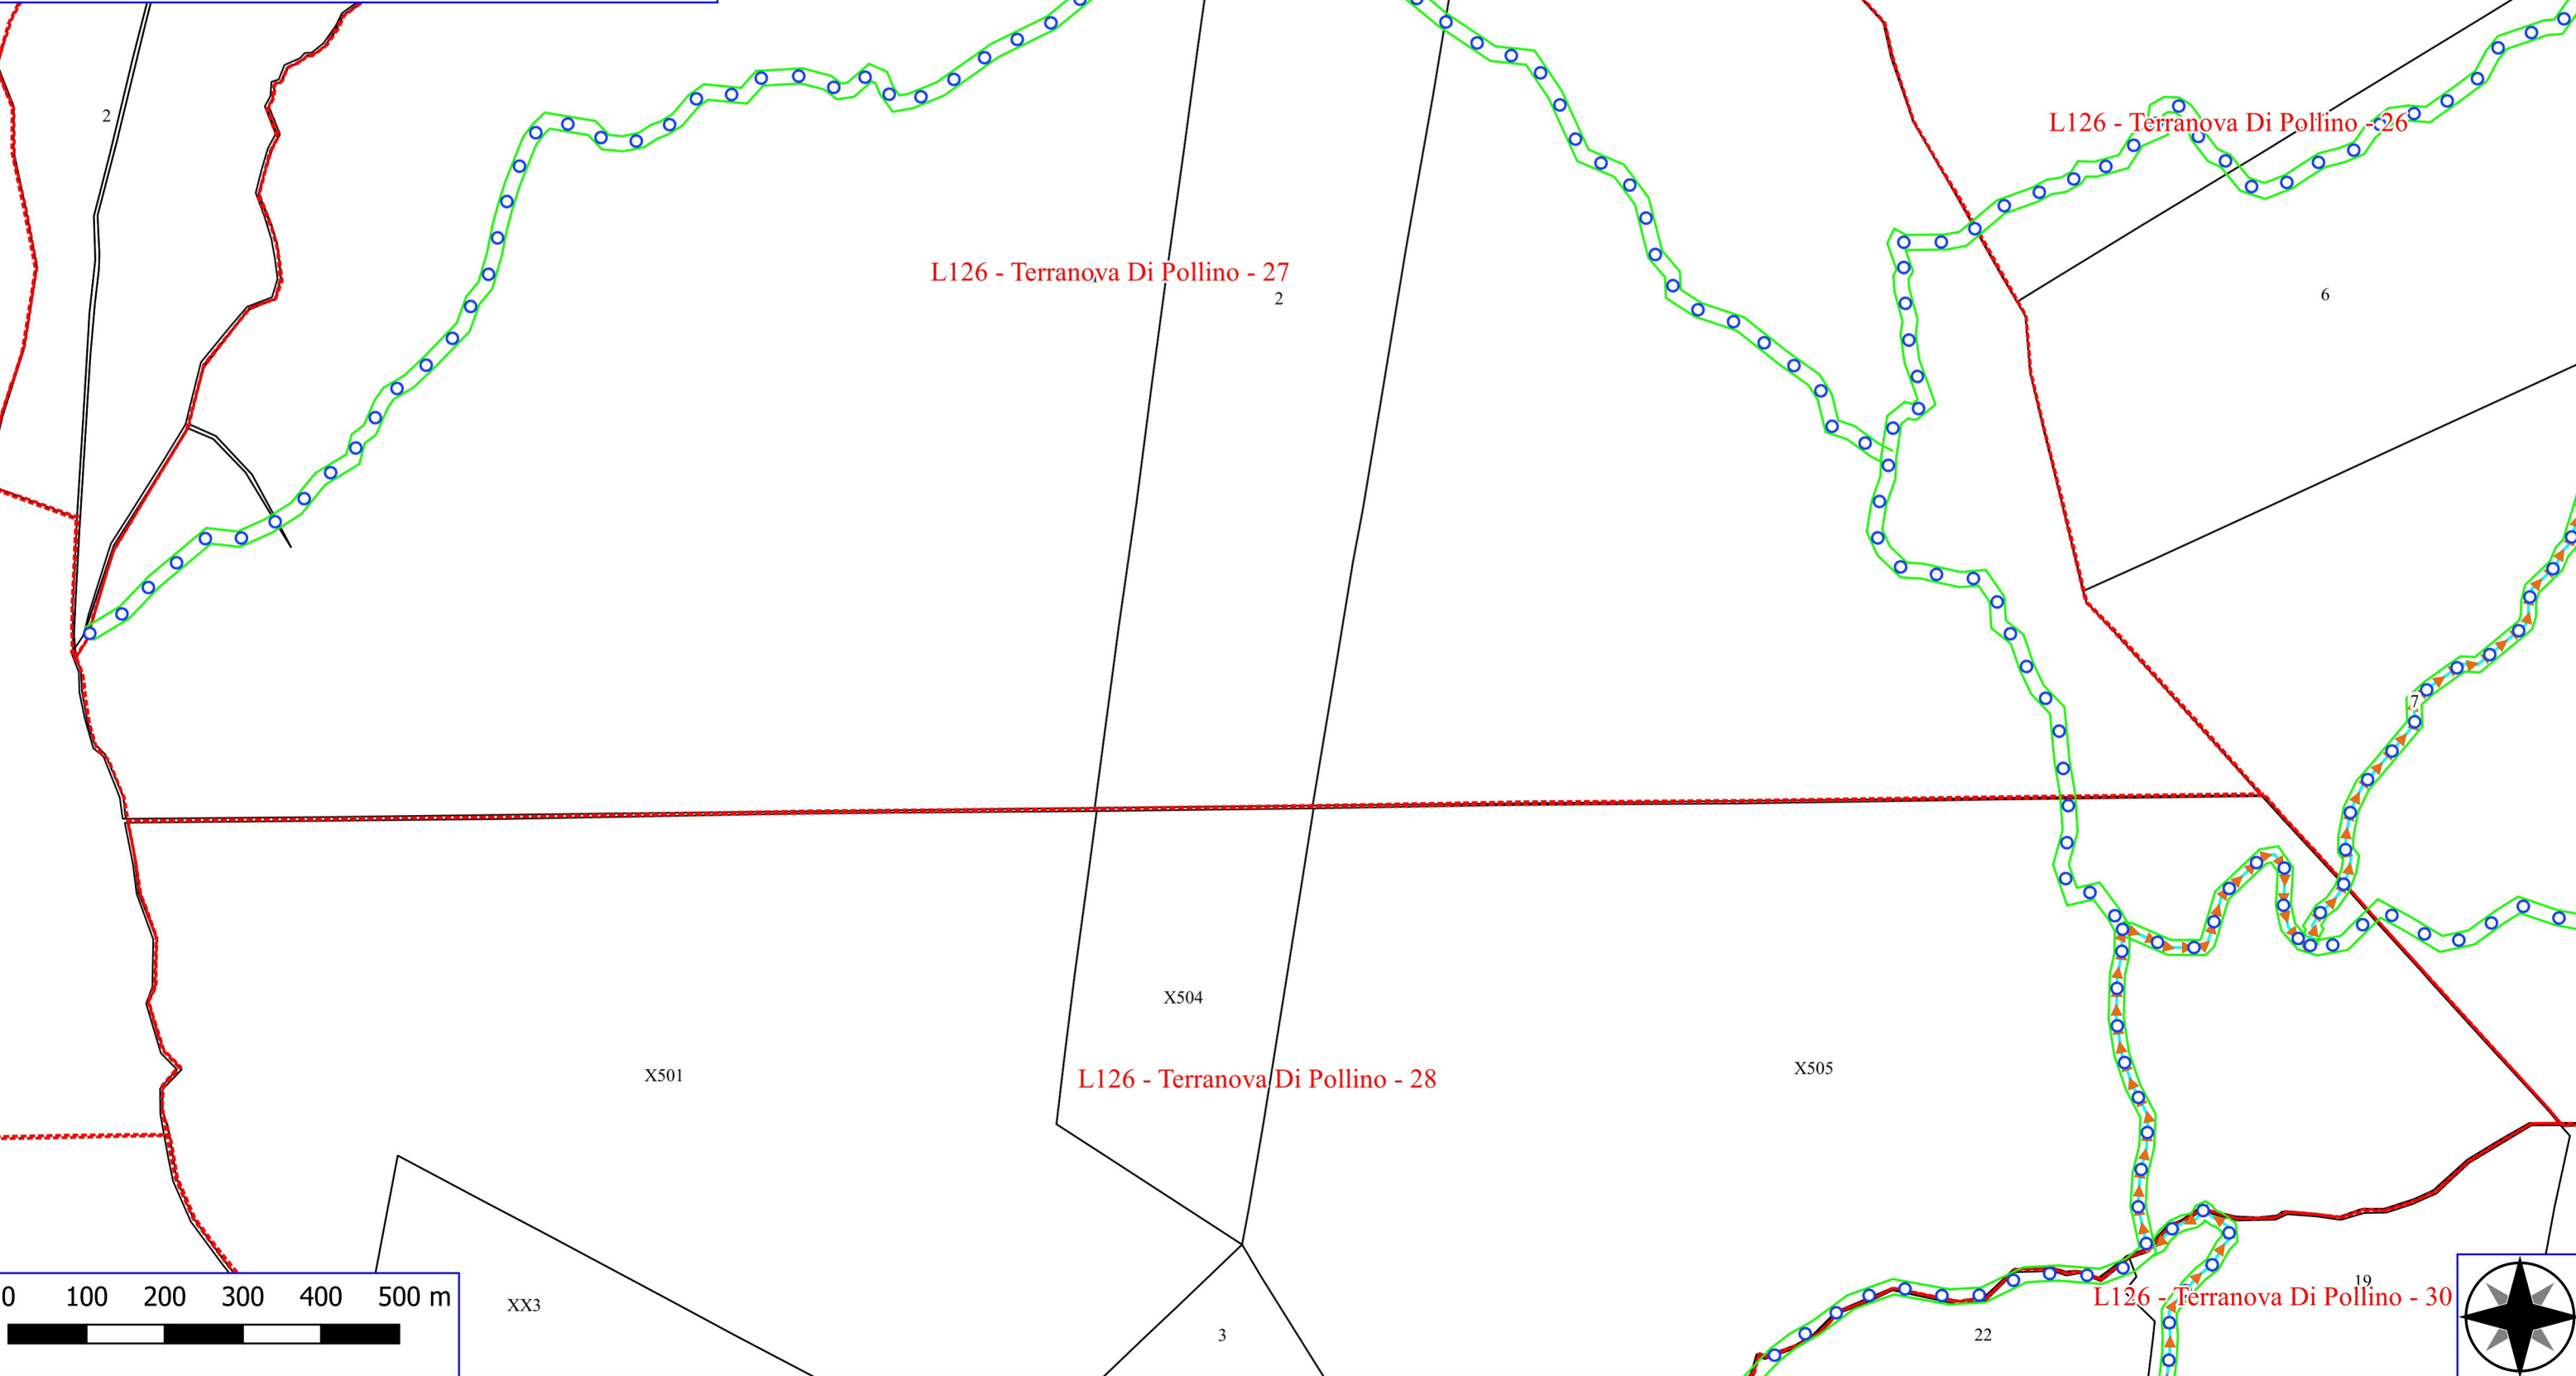 2
L126 - Terranova Di Pollino - 26
L126 - Terranova Di Pollino - 27
2
6
7
X504
X505
X501
L126 - Terranova Di Pollino - 28
19
L126 - Terranova Di Pollino - 30
0 100 200 300 400 500 m
XX3
3
22